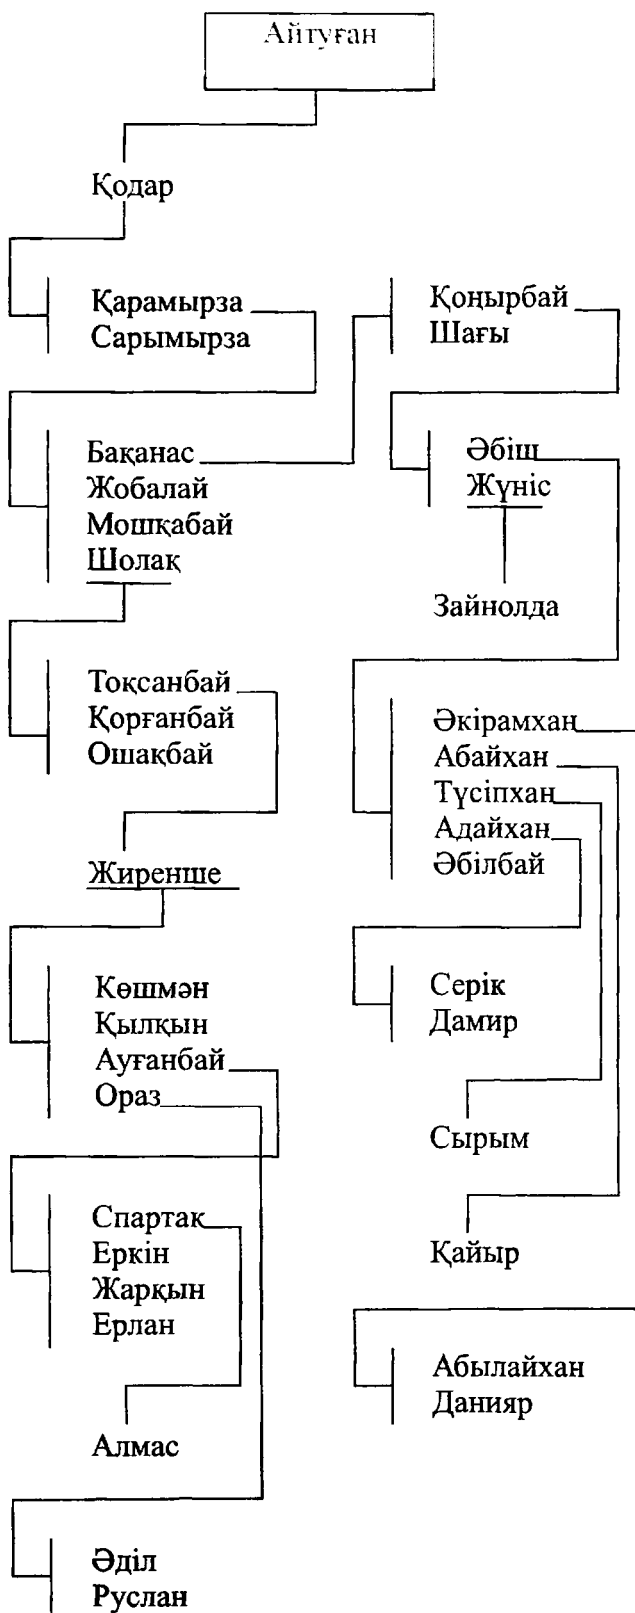 Айтуған
Қодар
Қарамырза
Сарымырза
Бақанас
Жобалай
Мошқабай
Шолақ
Тоқсанбай
Қорғанбай
Ошақбай
Жиренше
Көшмән
Қылқын
Ауғанбай
Ораз
Спартак
Еркін
Жарқын
Ерлан
Алмас
Әділ
Руслан
Қоңырбай
Шағы
Әбіш
Жүніс
Зайнолда
Әкірамхан
Абайхан
Түсіпхан
Адайхан
Әбілбай
Серік
Дамир
Сырым
Қайыр
Абылайхан
Данияр